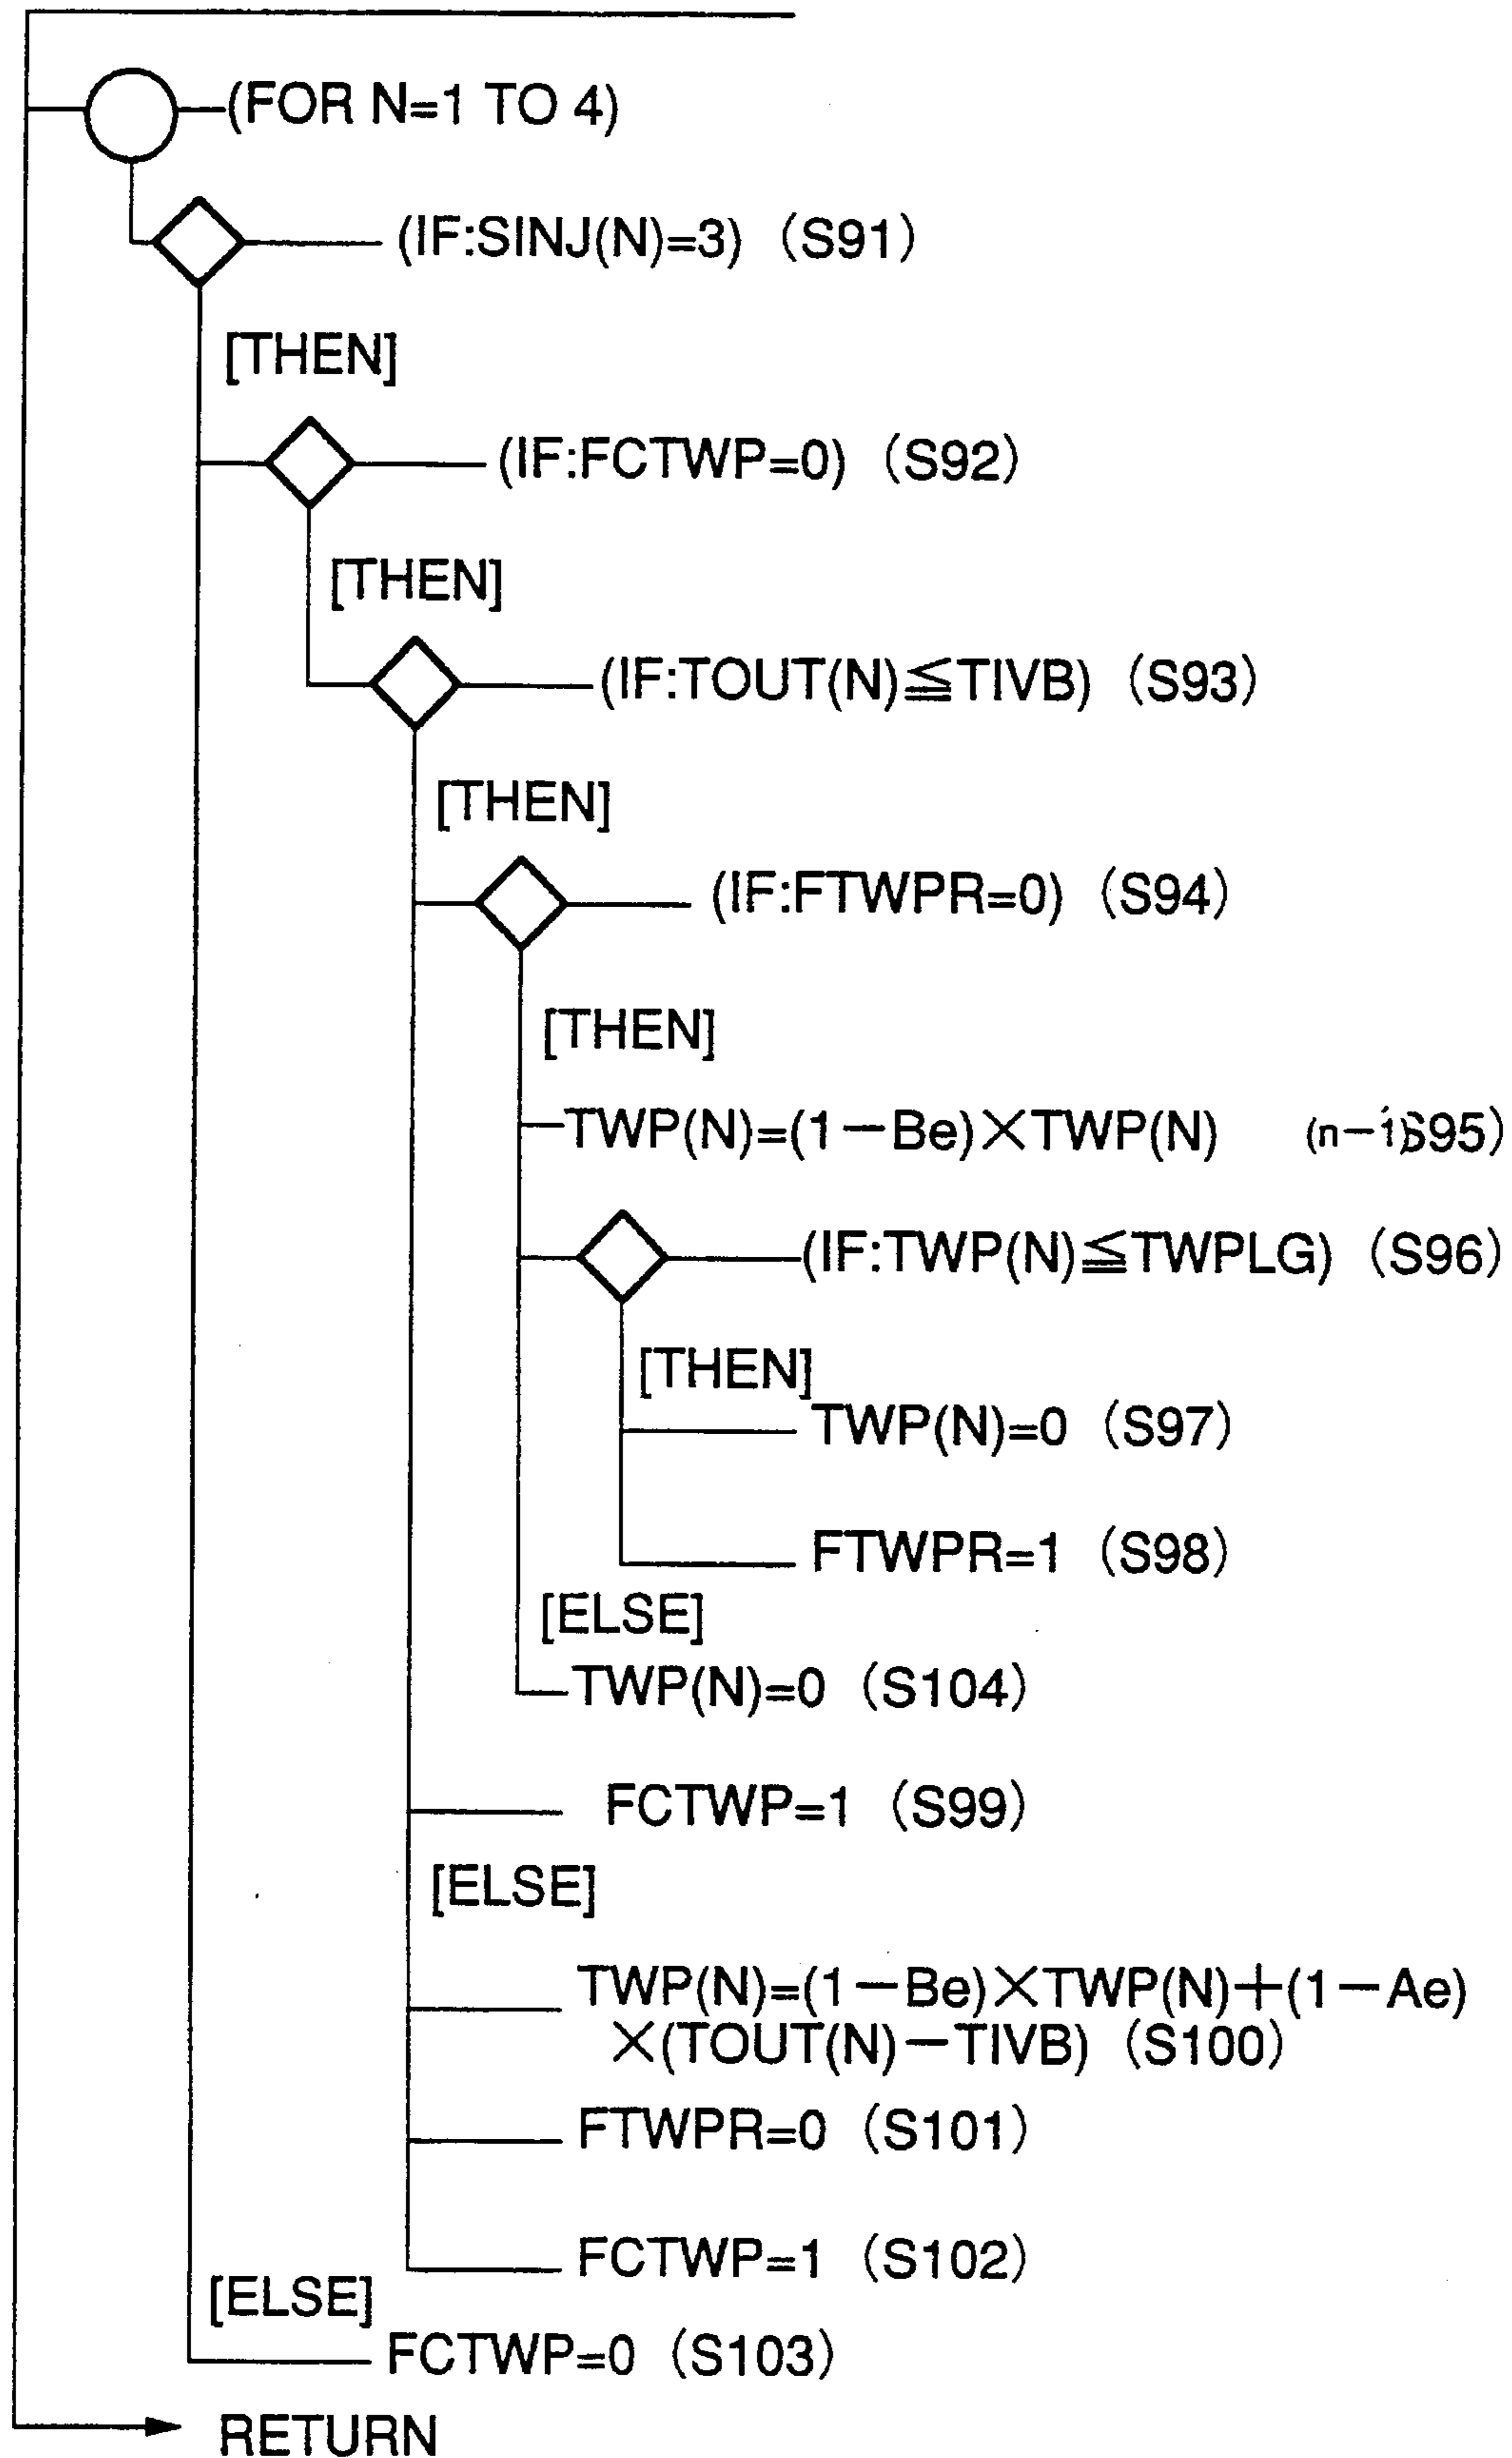 (FOR N=1 TO 4)
(IF:SINJ(N)=3) (S91)
[THEN]
(IF:FCTWP=0) (S92)
[THEN]
(IF:TOUT(N)≦TIVB) (S93)
[THEN]
(IF:FTWPR=0) (S94)
[THEN]
TWP(N)=(1−Be)×TWP(N) (n−1)S95)
(IF:TWP(N)≦TWPLG) (S96)
[THEN]
TWP(N)=0 (S97)
FTWPR=1 (S98)
[ELSE]
TWP(N)=0 (S104)
FCTWP=1 (S99)
[ELSE]
TWP(N)=(1−Be)×TWP(N)+(1−Ae)
×(TOUT(N)−TIVB) (S100)
FTWPR=0 (S101)
FCTWP=1 (S102)
[ELSE]
FCTWP=0 (S103)
RETURN